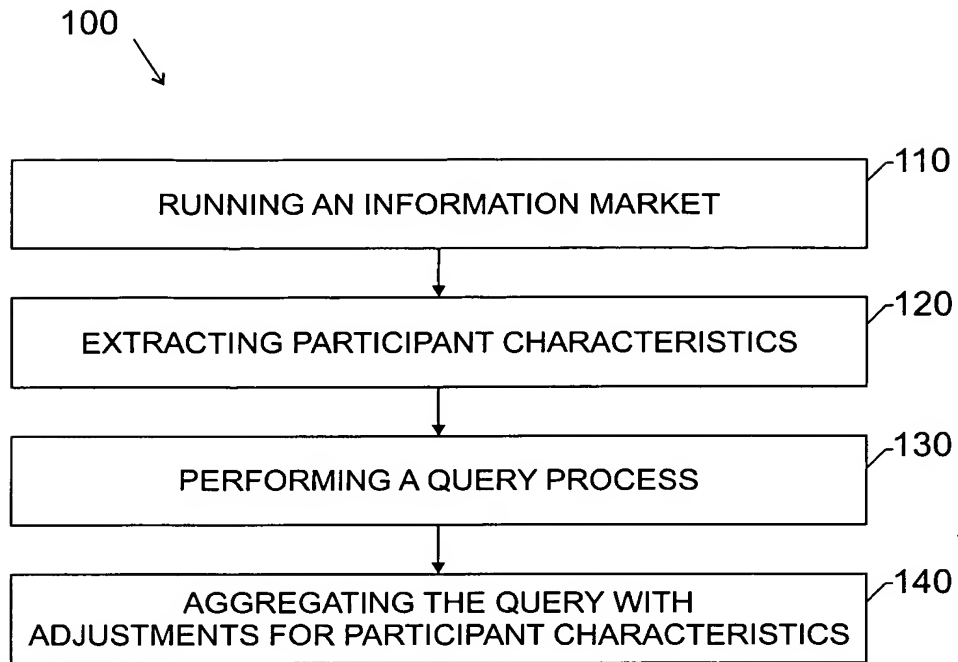 100
110
RUNNING AN INFORMATION MARKET
120
EXTRACTING PARTICIPANT CHARACTERISTICS
130
PERFORMING A QUERY PROCESS
140
AGGREGATING THE QUERY WITH
ADJUSTMENTS FOR PARTICIPANT CHARACTERISTICS